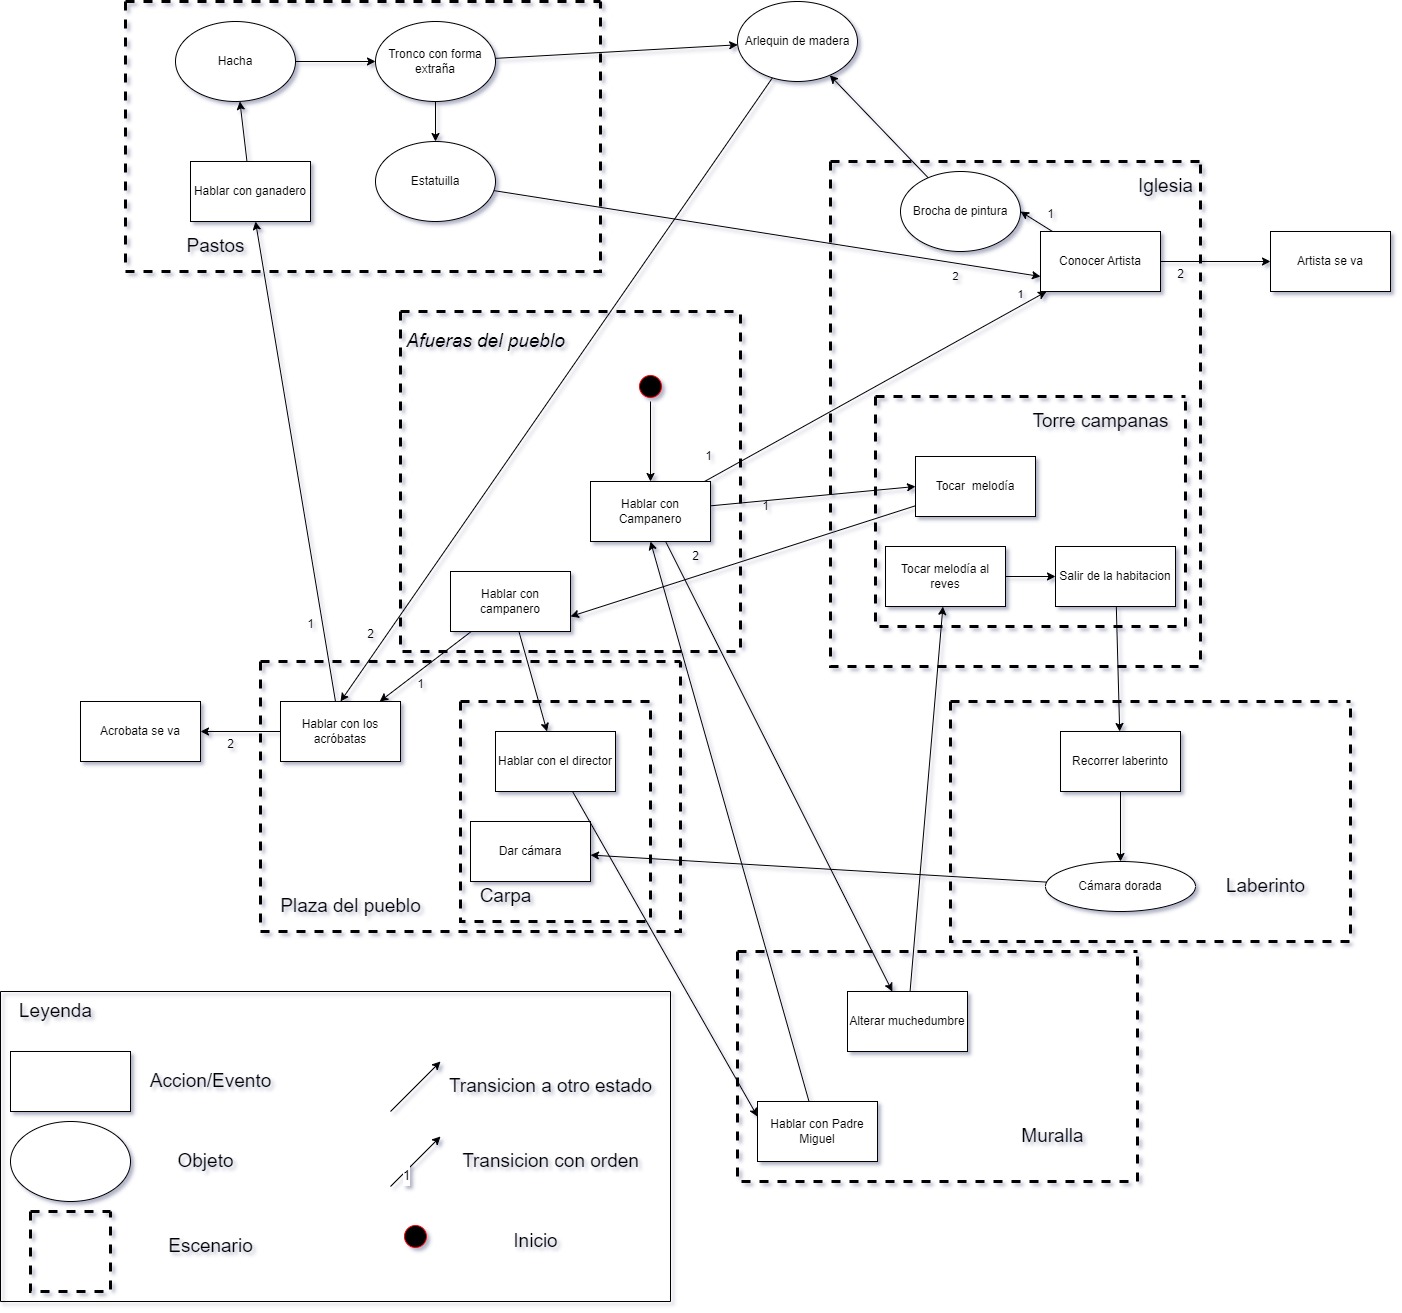 Hacha
Tronco con forma
extraña
Arlequin de madera
Hablar con ganadero
Estatuilla
Pastos
Iglesia
Brocha de pintura
1
Conocer Artista
2
Artista se va
2
1
Afueras del pueblo
Torre campanas
1
Hablar con
Campanero
1
Tocar  melodía
2
Tocar melodía al
reves
Salir de la habitacion
Hablar con
campanero
1
2
1
Acrobata se va
2
Hablar con los
acróbatas
Hablar con el director
Recorrer laberinto
Dar cámara
Carpa
Plaza del pueblo
Cámara dorada
Laberinto
Alterar muchedumbre
Hablar con Padre
Miguel
Muralla
Leyenda
Accion/Evento
Transicion a otro estado
Objeto
1
Transicion con orden
Escenario
Inicio